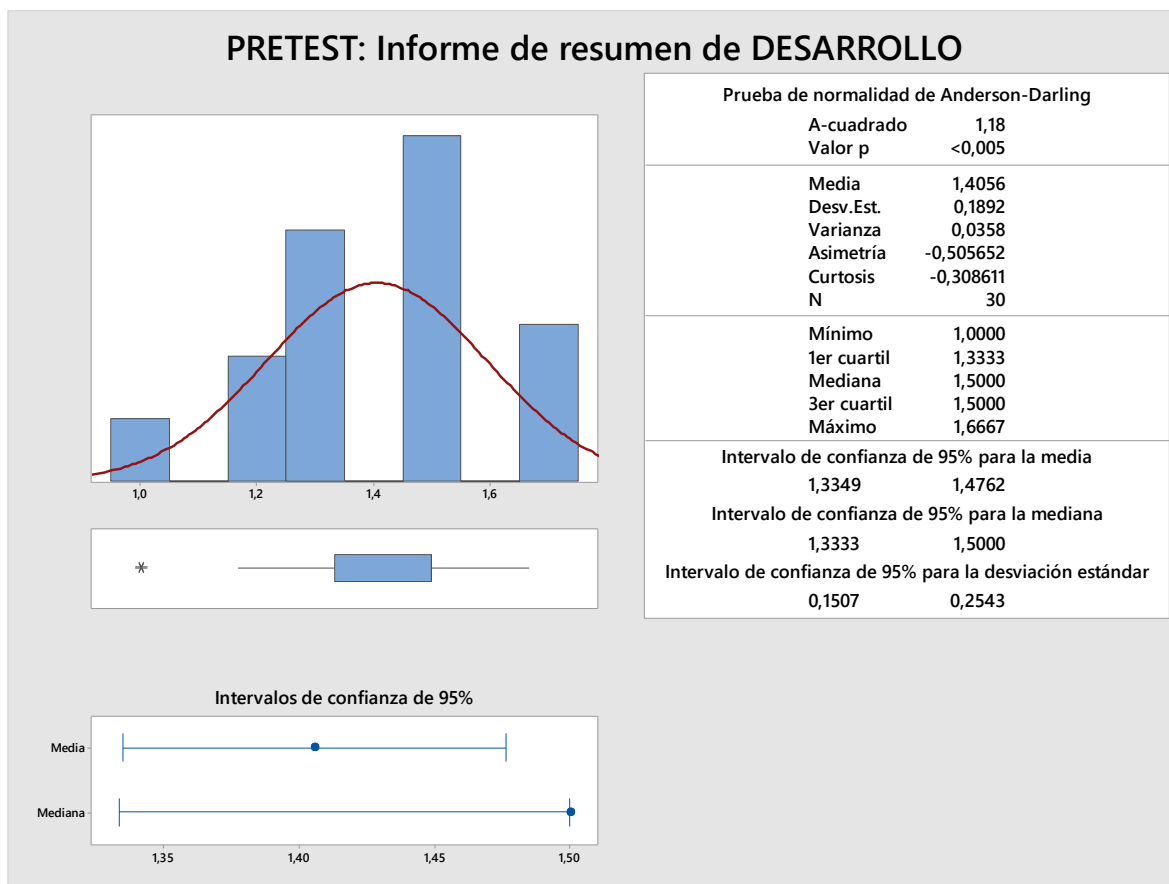 PRETEST: Informe de resumen de DESARROLLO
Prueba de normalidad de Anderson-Darling
A-cuadrado 1,18
Valor p <0,005
Media 1,4056
Desv.Est. 0,1892
Varianza 0,0358
Asimetría -0,505652
Curtosis -0,308611
N 30
Mínimo 1,0000
1er cuartil 1,3333
Mediana 1,5000
3er cuartil 1,5000
Máximo 1,6667
Intervalo de confianza de 95% para la media
1,3349 1,4762
Intervalo de confianza de 95% para la mediana
1,3333 1,5000
Intervalo de confianza de 95% para la desviación estándar
0,1507 0,2543
1,0 1,2 1,4 1,6
Intervalos de confianza de 95%
Media
Mediana
1,35 1,40 1,45 1,50